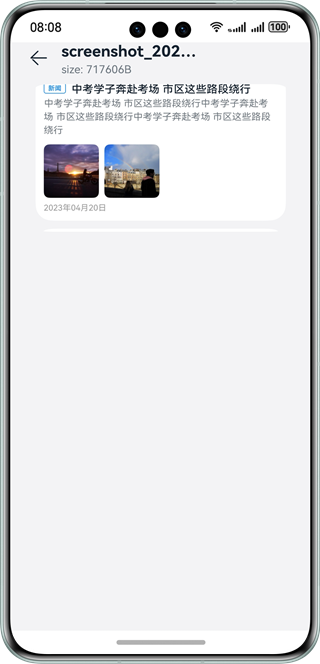 08:08
100
screenshot_202...
size: 717606B
新闻 中考学子奔赴考场 市区这些路段绕行
中考学子奔赴考场 市区这些路段绕行中考学子奔赴考
场 市区这些路段绕行中考学子奔赴考场 市区这些路段
绕行
2023年04月20日